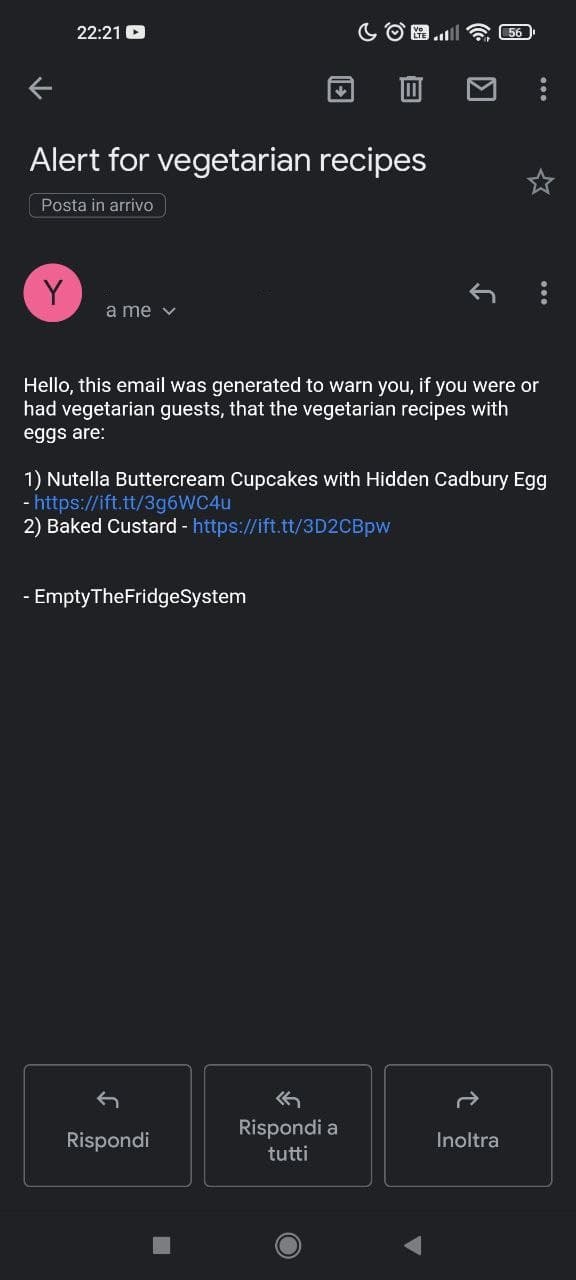 22:21
Vo LTE
56
Alert for vegetarian recipes
Posta in arrivo
Y
a me
Hello, this email was generated to warn you, if you were or
had vegetarian guests, that the vegetarian recipes with
eggs are:
1) Nutella Buttercream Cupcakes with Hidden Cadbury Egg
- https://ift.tt/3g6WC4u
2) Baked Custard - https://ift.tt/3D2CBpw
- EmptyTheFridgeSystem
Rispondi
Rispondi a
tutti
Inoltra